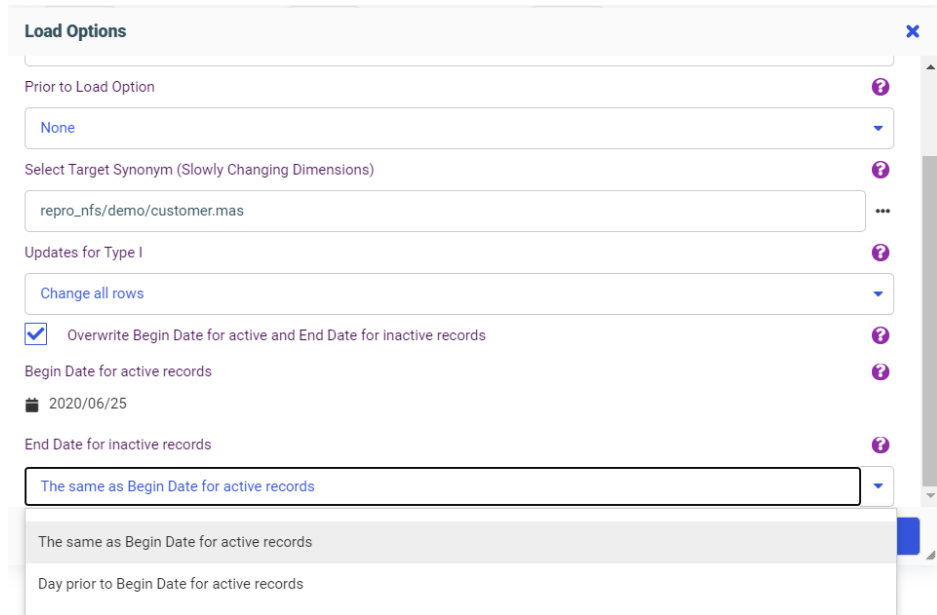 Load Options
Prior to Load Option
None
Select Target Synonym (Slowly Changing Dimensions)
repro_nfs/demo/customer.mas
Updates for Type I
Change all rows
Overwrite Begin Date for active and End Date for inactive records
Begin Date for active records
2020/06/25
End Date for inactive records
The same as Begin Date for active records
The same as Begin Date for active records
Day prior to Begin Date for active records